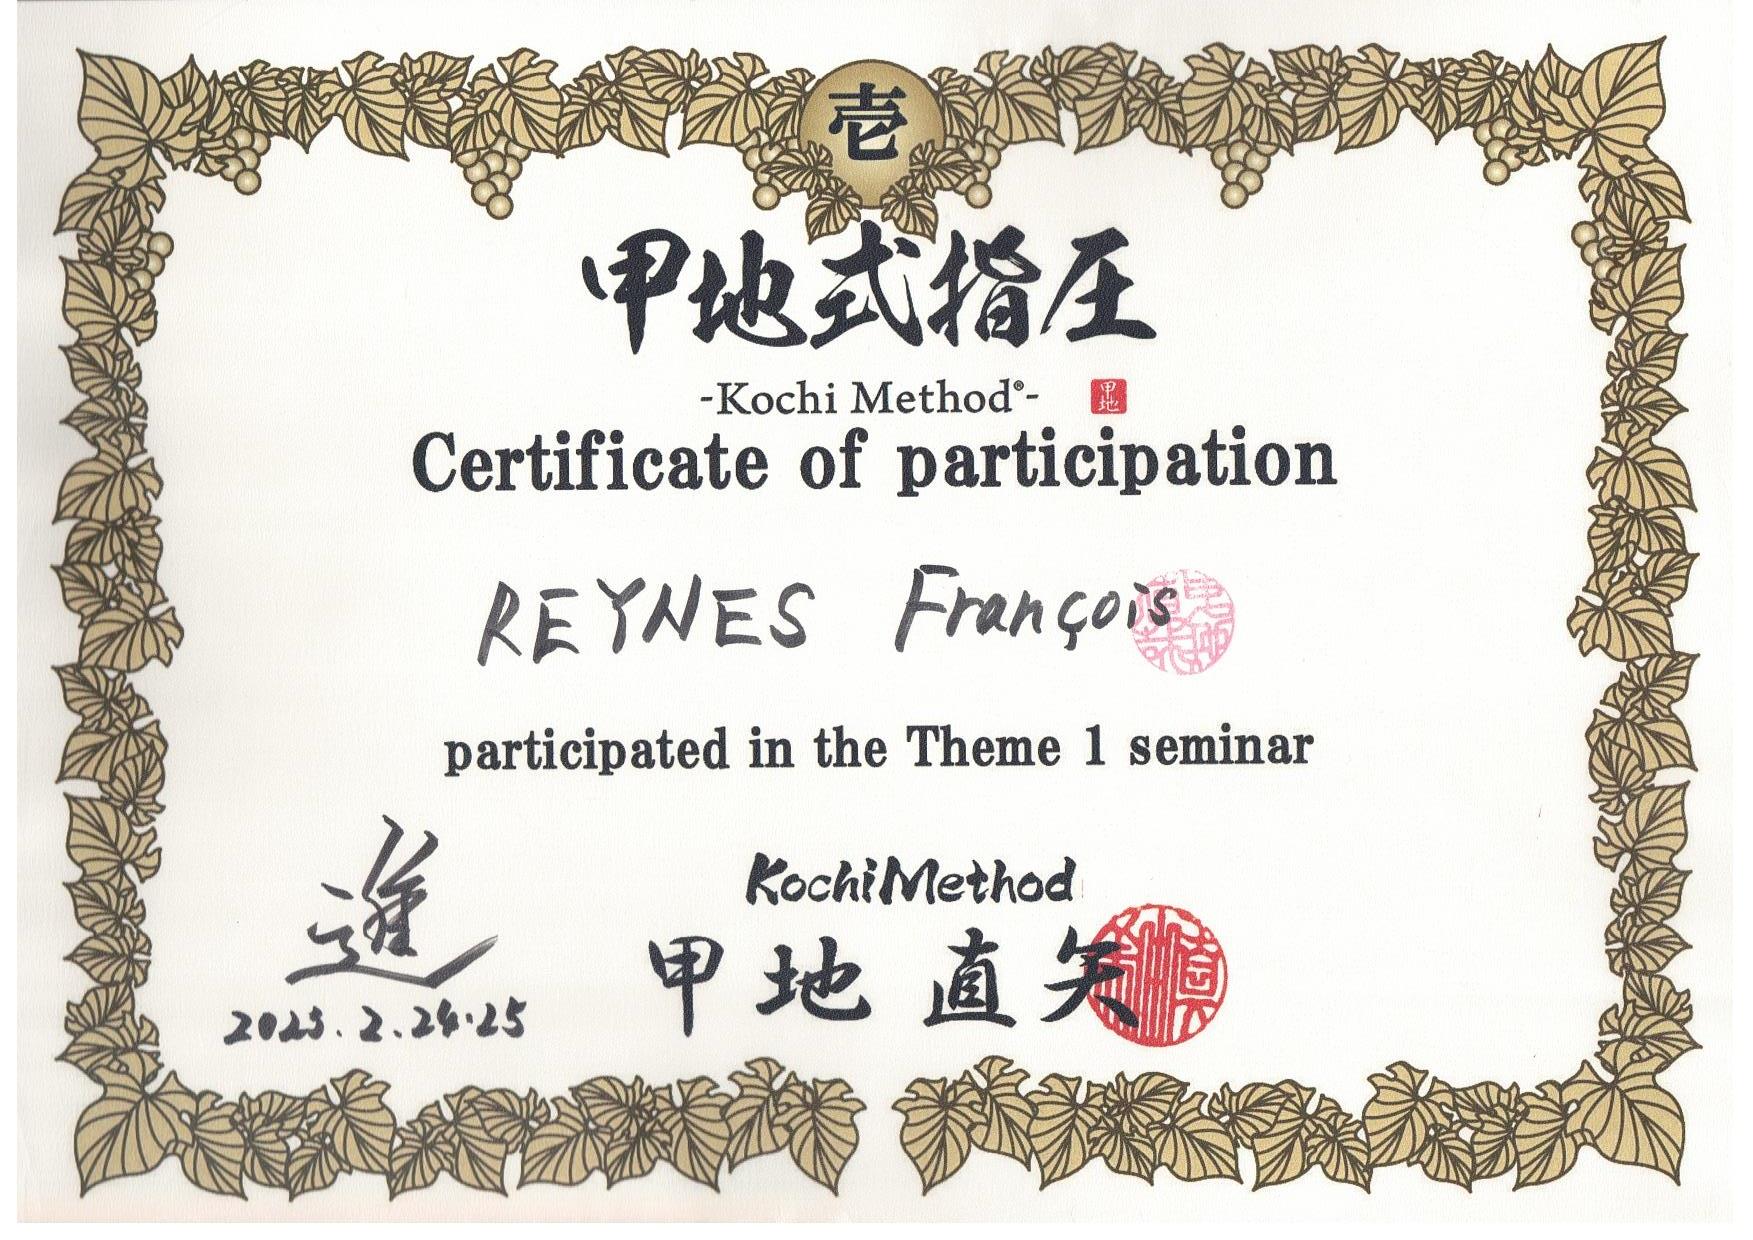 壱
甲地式指圧
-Kochi Method®-
甲地
Certificate of participation
REYNES François
participated in the Theme 1 seminar
進
2023.2.24・25
KochiMethod
甲地 直矢